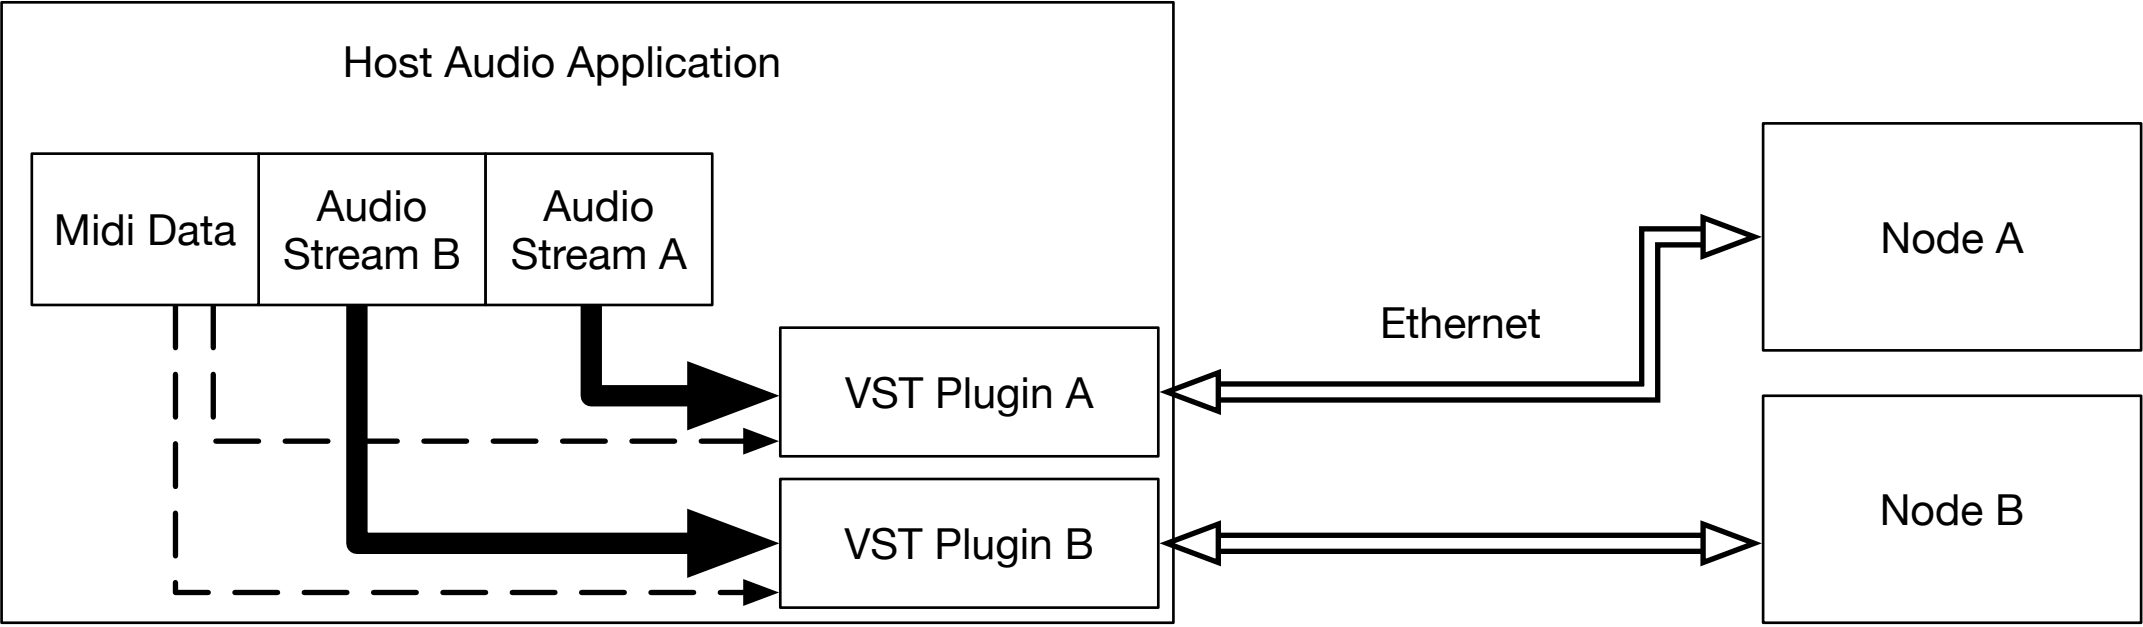 Host Audio Application
Midi Data
Audio
Stream B
Audio
Stream A
VST Plugin A
VST Plugin B
Ethernet
Node A
Node B